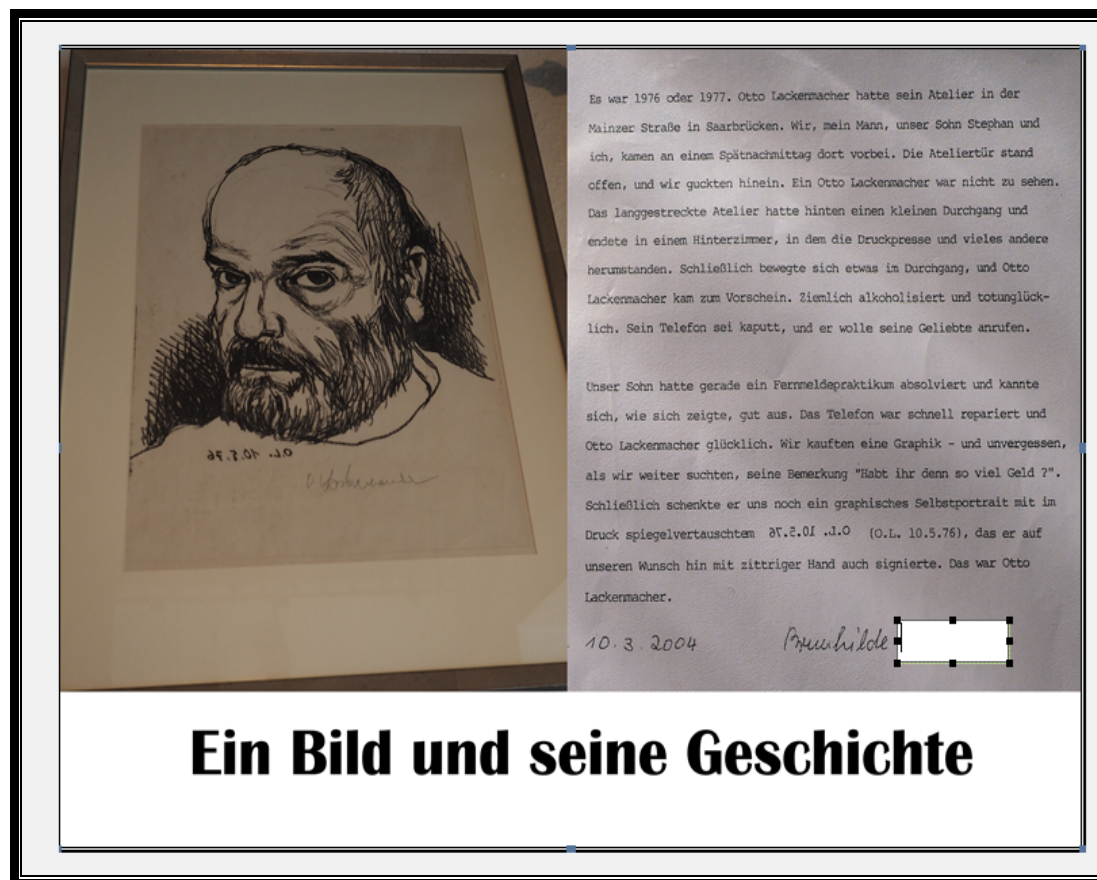 O.L. 10.5.76
Es war 1976 oder 1977. Otto Lackenmacher hatte sein Atelier in der
Mainzer Straße in Saarbrücken. Wir, mein Mann, unser Sohn Stephan und
ich, kamen an einem Spätnachmittag dort vorbei. Die Ateliertür stand
offen, und wir guckten hinein. Ein Otto Lackenmacher war nicht zu sehen.
Das langgestreckte Atelier hatte hinten einen kleinen Durchgang und
endete in einem Hinterzimmer, in dem die Druckpresse und vieles andere
herumstanden. Schließlich bewegte sich etwas im Durchgang, und Otto
Lackenmacher kam zum Vorschein. Ziemlich alkoholisiert und totunglück-
lich. Sein Telefon sei kaputt, und er wolle seine Geliebte anrufen.
Unser Sohn hatte gerade ein Fernmeldepraktikum absolviert und kannte
sich, wie sich zeigte, gut aus. Das Telefon war schnell repariert und
Otto Lackenmacher glücklich. Wir kauften eine Graphik - und unvergessen,
als wir weiter suchten, seine Bemerkung "Habt ihr denn so viel Geld ?".
Schließlich schenkte er uns noch ein graphisches Selbstportrait mit im
Druck spiegelvertauschtem O.L. 10.5.76 (O.L. 10.5.76), das er auf
unseren Wunsch hin mit zittriger Hand auch signierte. Das war Otto
Lackenmacher.
10.3.2004 Brunhilde
Ein Bild und seine Geschichte